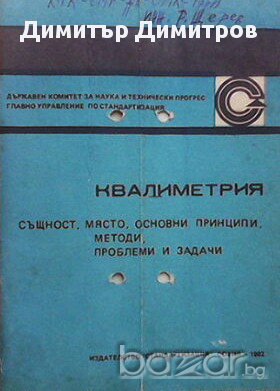 Димитър Димитров
ДЪРЖАВЕН КОМИТЕТ ЗА НАУКА И ТЕХНИЧЕСКИ ПРОГРЕС
ГЛАВНО УПРАВЛЕНИЕ ПО СТАНДАРТИЗАЦИЯ
КВАЛИМЕТРИЯ
СЪЩНОСТ, МЯСТО, ОСНОВНИ ПРИНЦИПИ,
МЕТОДИ,
ПРОБЛЕМИ И ЗАДАЧИ
bazar.bg
ИЗДАТЕЛСТВО